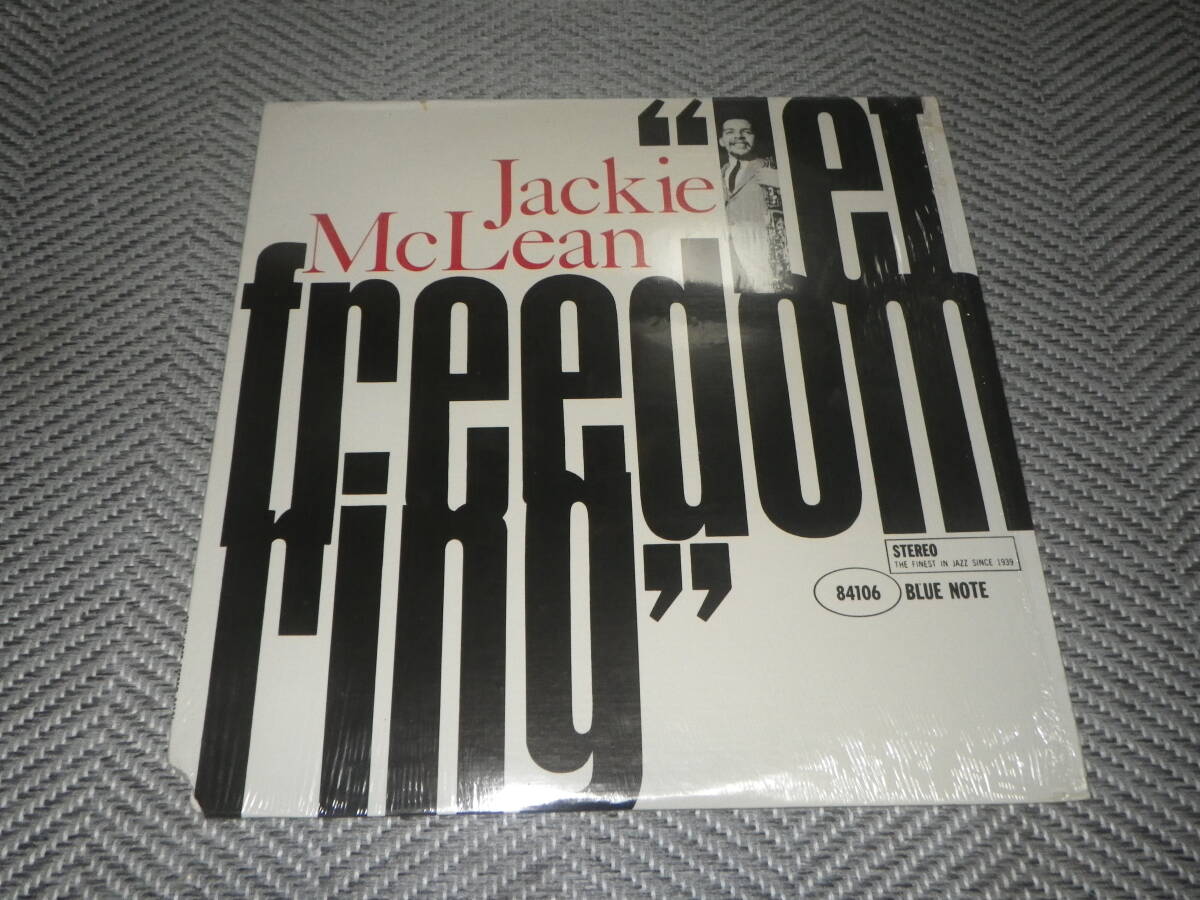 "let
Jackie
McLean
freedom
ring"
STEREO
THE FINEST IN JAZZ SINCE 1939
84106 BLUE NOTE